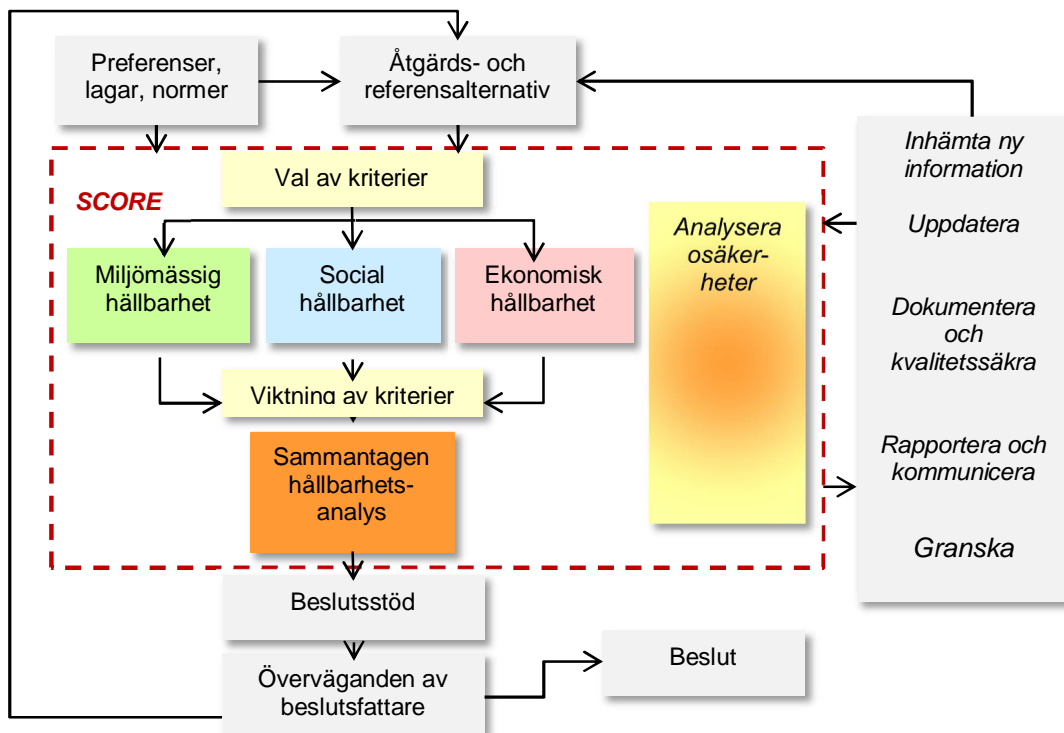 Preferenser,
lagar, normer
Åtgärds- och
referensalternativ
Inhämta ny
information
Uppdatera
Dokumentera
och
kvalitetssäkra
Rapportera och
kommunicera
Granska
SCORE
Val av kriterier
Miljömässig
hällbarhet
Social
hållbarhet
Ekonomisk
hållbarhet
Analysera
osäker-
heter
Viktning av kriterier
Sammantagen
hållbarhets-
analys
Beslutsstöd
Överväganden av
beslutsfattare
Beslut